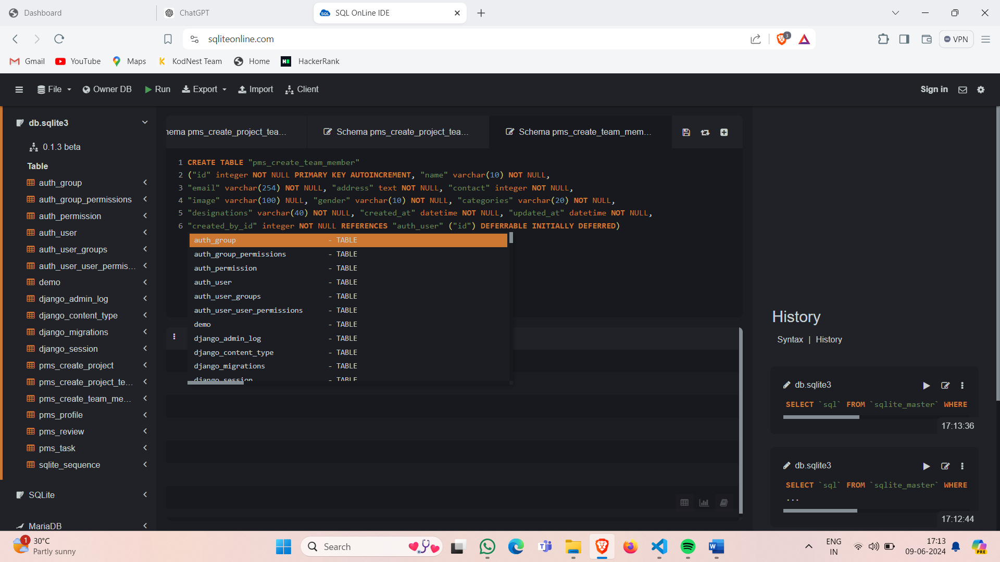 Dashboard
ChatGPT
SQL OnLine IDE
sqliteonline.com
3
VPN
Gmail
YouTube
Maps
KodNest Team
Home
HackerRank
File
Owner DB
Run
Export
Import
Client
Sign in
db.sqlite3
0.1.3 beta
Table
auth_group
auth_group_permissions
auth_permission
auth_user
auth_user_groups
auth_user_user_permis...
demo
django_admin_log
django_content_type
django_migrations
django_session
pms_create_project
pms_create_project_te...
pms_create_team_me...
pms_profile
pms_review
pms_task
sqlite_sequence
SQLite
MariaDB
hema pms_create_project_tea...
Schema pms_create_project_tea...
Schema pms_create_team_mem...
1 CREATE TABLE "pms_create_team_member"
2 ("id" integer NOT NULL PRIMARY KEY AUTOINCREMENT, "name" varchar(10) NOT NULL,
3 "email" varchar(254) NOT NULL, "address" text NOT NULL, "contact" integer NOT NULL,
4 "image" varchar(100) NULL, "gender" varchar(10) NOT NULL, "categories" varchar(20) NOT NULL,
5 "designations" varchar(40) NOT NULL, "created_at" datetime NOT NULL, "updated_at" datetime NOT NULL,
6 "created_by_id" integer NOT NULL REFERENCES "auth_user" ("id") DEFERRABLE INITIALLY DEFERRED)
auth_group - TABLE
auth_group_permissions - TABLE
auth_permission - TABLE
auth_user - TABLE
auth_user_groups - TABLE
auth_user_user_permissions - TABLE
demo - TABLE
django_admin_log - TABLE
django_content_type - TABLE
django_migrations - TABLE
django_session - TABLE
History
Syntax | History
db.sqlite3
SELECT `sql` FROM `sqlite_master` WHERE
17:13:36
db.sqlite3
SELECT `sql` FROM `sqlite_master` WHERE
...
17:12:44
1
30°C
Partly sunny
Search
ENG
IN
17:13
09-06-2024
PRE